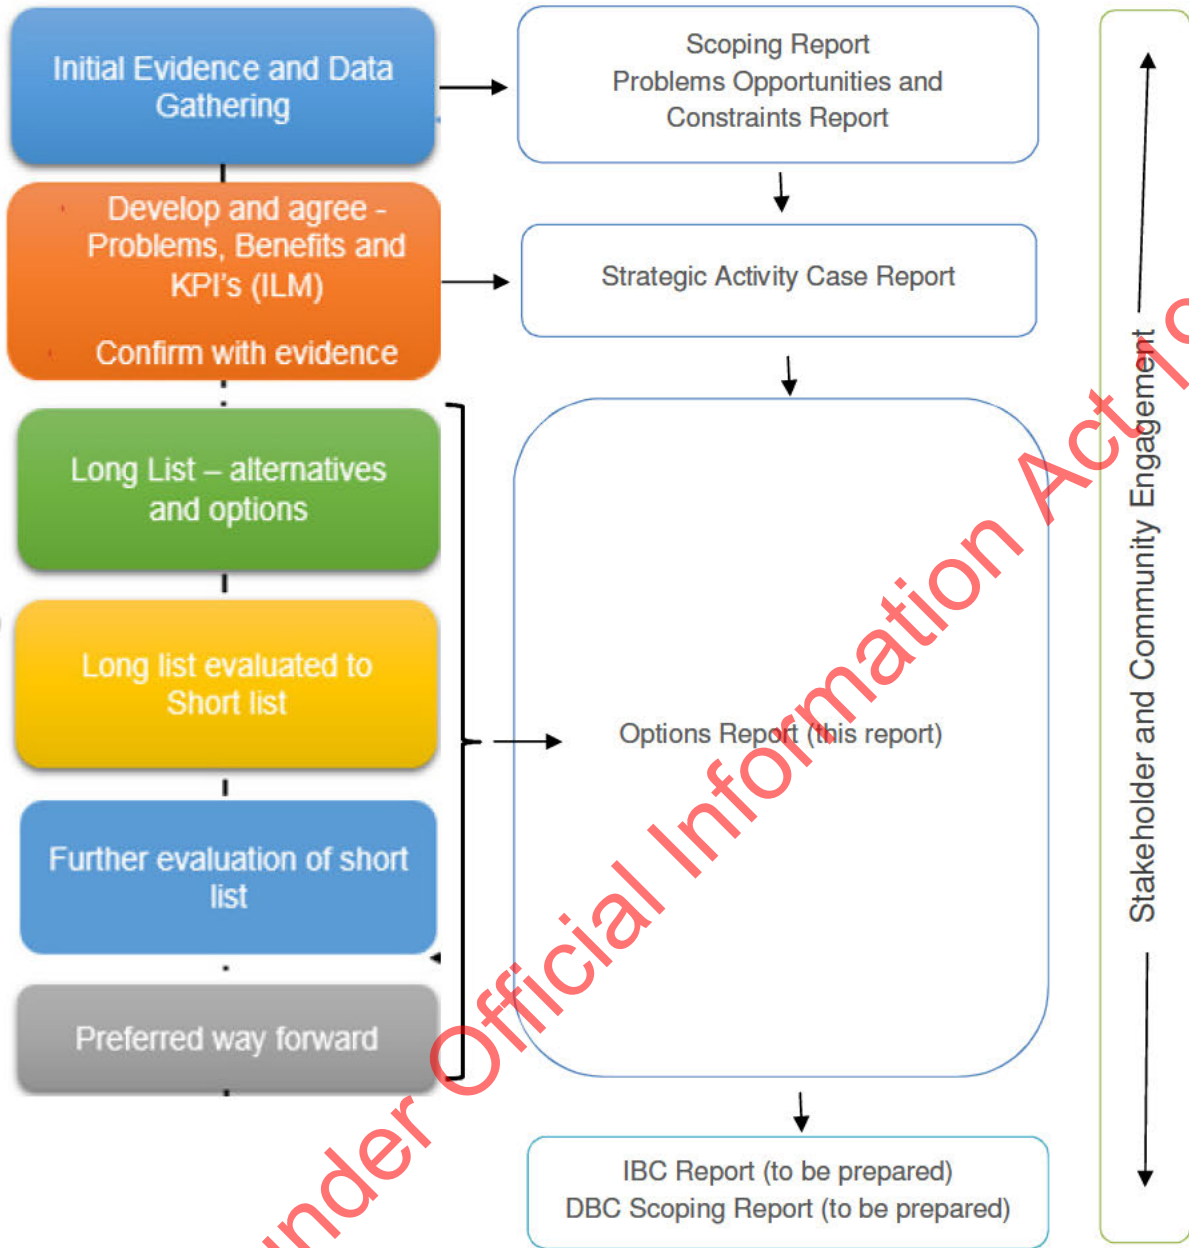 Initial Evidence and Data
Gathering
Scoping Report
Problems Opportunities and
Constraints Report
Develop and agree -
Problems, Benefits and
KPI's (ILM)
Confirm with evidence
Strategic Activity Case Report
Long List – alternatives
and options
Long list evaluated to
Short list
Further evaluation of short
list
Preferred way forward
Options Report (this report)
IBC Report (to be prepared)
DBC Scoping Report (to be prepared)
Stakeholder and Community Engagement
under Official Information Act